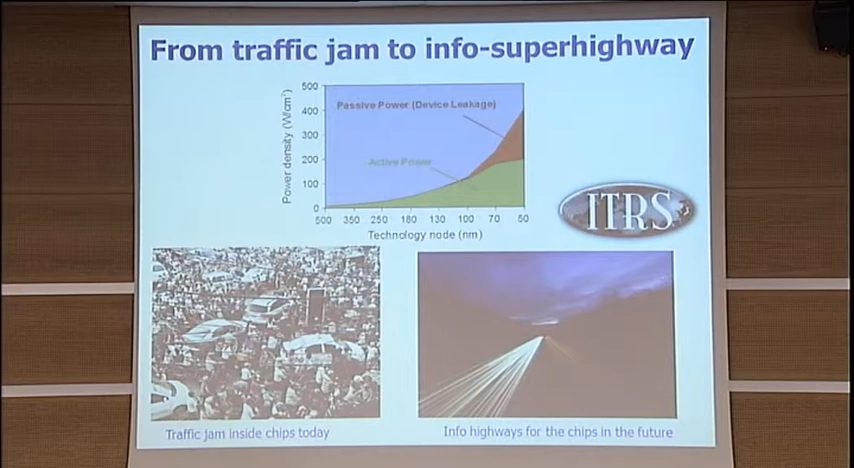 From traffic jam to info-superhighway
Power density (W/cm²)
500
400
300
200
100
0
Passive Power (Device Leakage)
Active Power
500 350 250 180 130 100 70 50
Technology node (nm)
ITRS
Traffic jam inside chips today
Info highways for the chips in the future